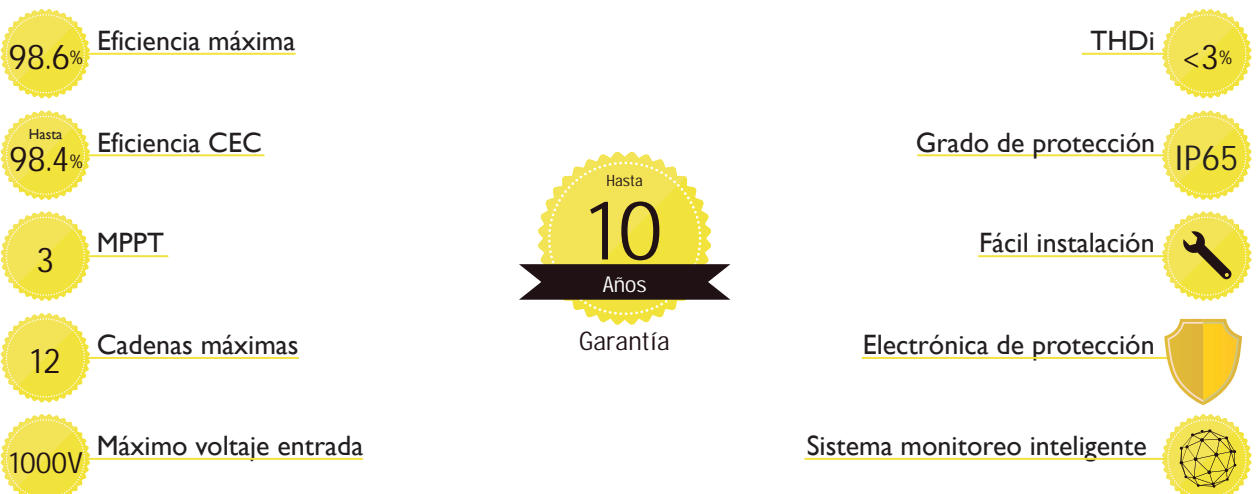 98.6%
Eficiencia máxima
Hasta
98.4%
Eficiencia CEC
3
MPPT
12
Cadenas máximas
1000V
Máximo voltaje entrada
Hasta
10
Años
Garantía
THDi
<3%
Grado de protección
IP65
Fácil instalación
Electrónica de protección
Sistema monitoreo inteligente